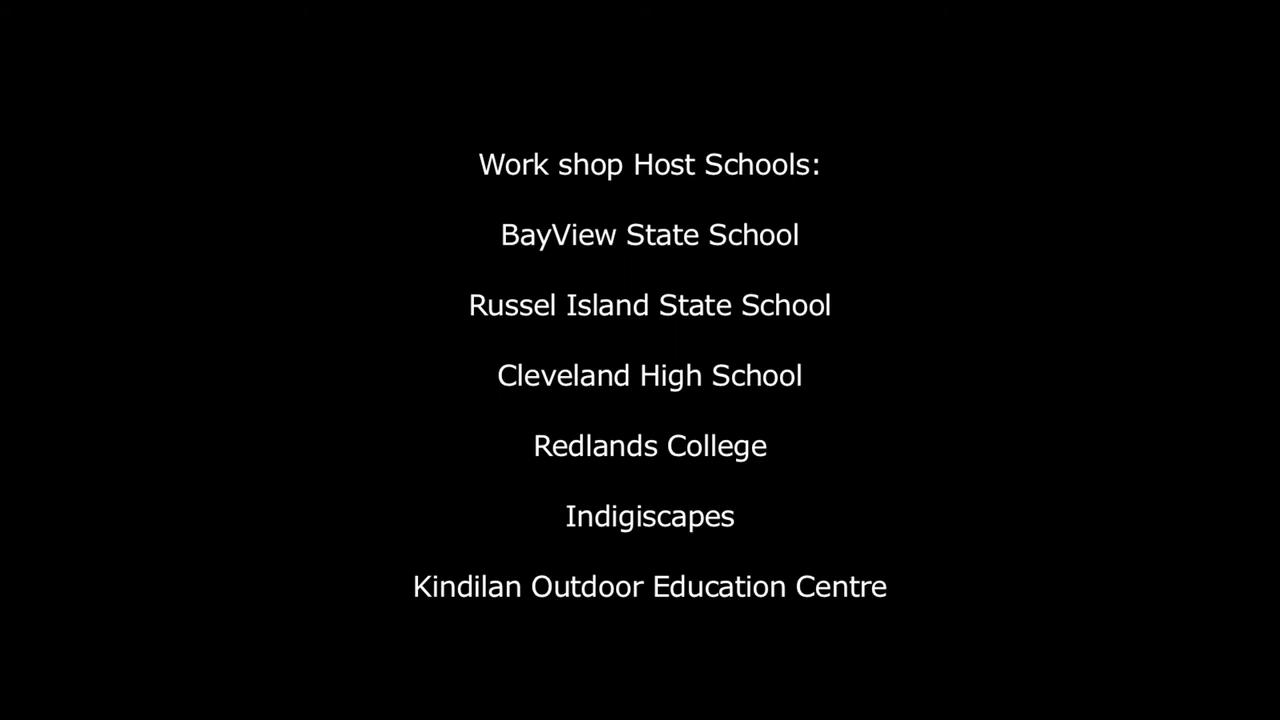 Work shop Host Schools:
BayView State School
Russel Island State School
Cleveland High School
Redlands College
Indigiscapes
Kindilan Outdoor Education Centre